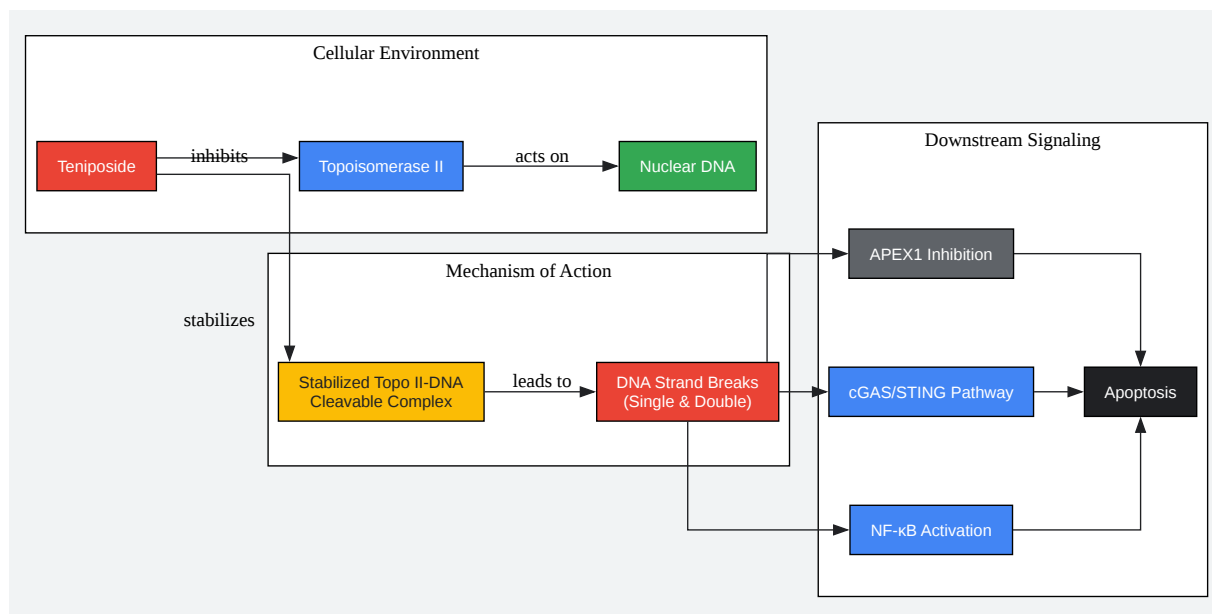 Cellular Environment
Teniposide
inhibits
Topoisomerase II
acts on
Nuclear DNA
Downstream Signaling
APEX1 Inhibition
Mechanism of Action
stabilizes
Stabilized Topo II-DNA
Cleavable Complex
leads to
DNA Strand Breaks
(Single & Double)
cGAS/STING Pathway
Apoptosis
NF-κB Activation